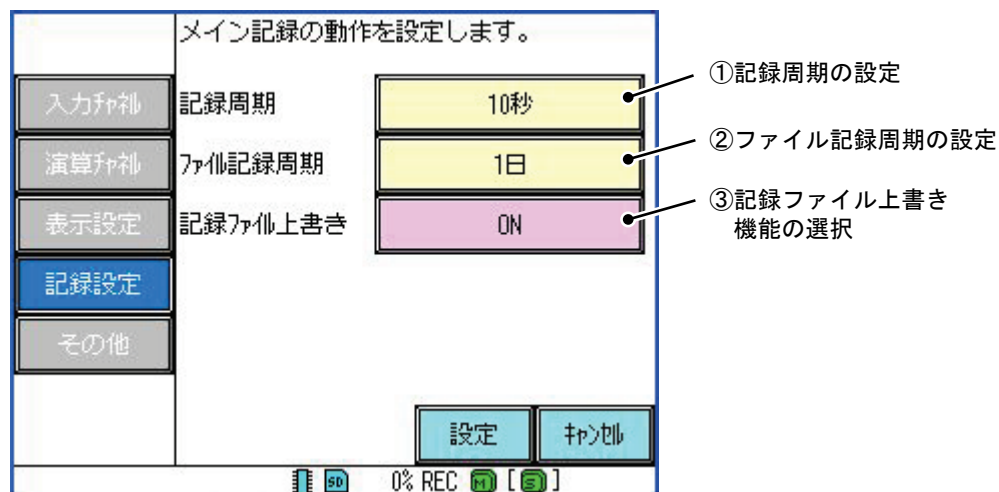 メイン記録の動作を設定します。
入力ﾁｬﾈﾙ
記録周期
10秒
①記録周期の設定
演算ﾁｬﾈﾙ
ﾌｧｲﾙ記録周期
1日
②ファイル記録周期の設定
表示設定
記録ﾌｧｲﾙ上書き
ON
③記録ファイル上書き
機能の選択
記録設定
その他
設定
ｷｬﾝｾﾙ
SD 0% REC M [ S ]